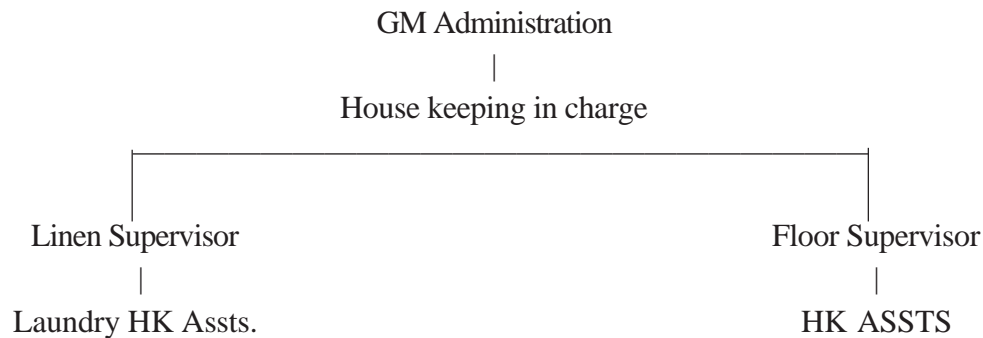 GM Administration
House keeping in charge
Linen Supervisor Floor Supervisor
Laundry HK Assts. HK ASSTS